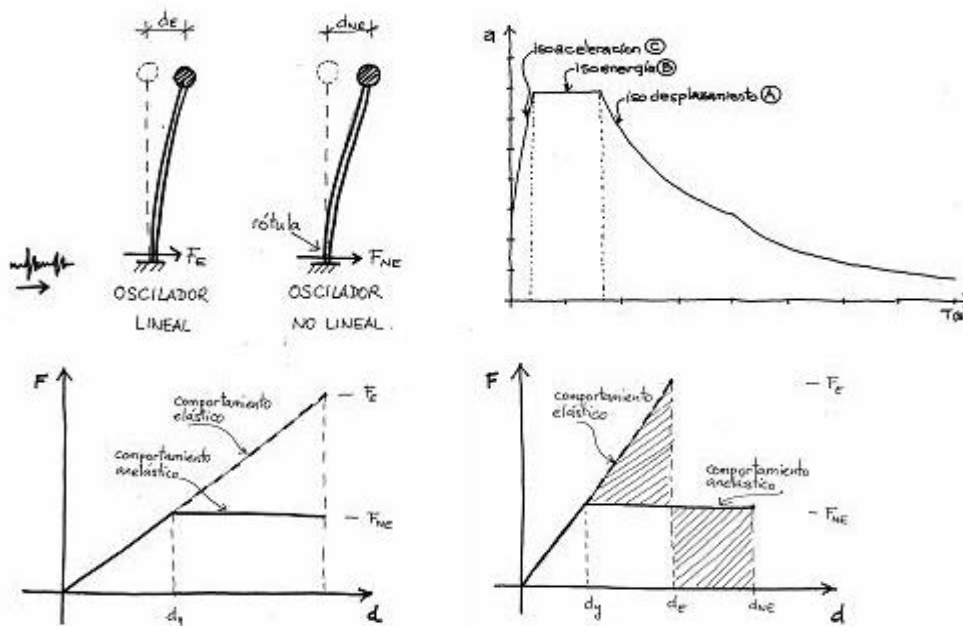 dE
dNE
rótula
FE
FNE
OSCILADOR
LINEAL
OSCILADOR
NO LINEAL.
a
isoaceleración C
isoenergía B
isodesplazamiento A
F
comportamiento
elástico
comportamiento
anelástico
FE
FNE
dy
d
F
comportamiento
elástico
comportamiento
anelástico
FE
FNE
dy
dE
dNE
d